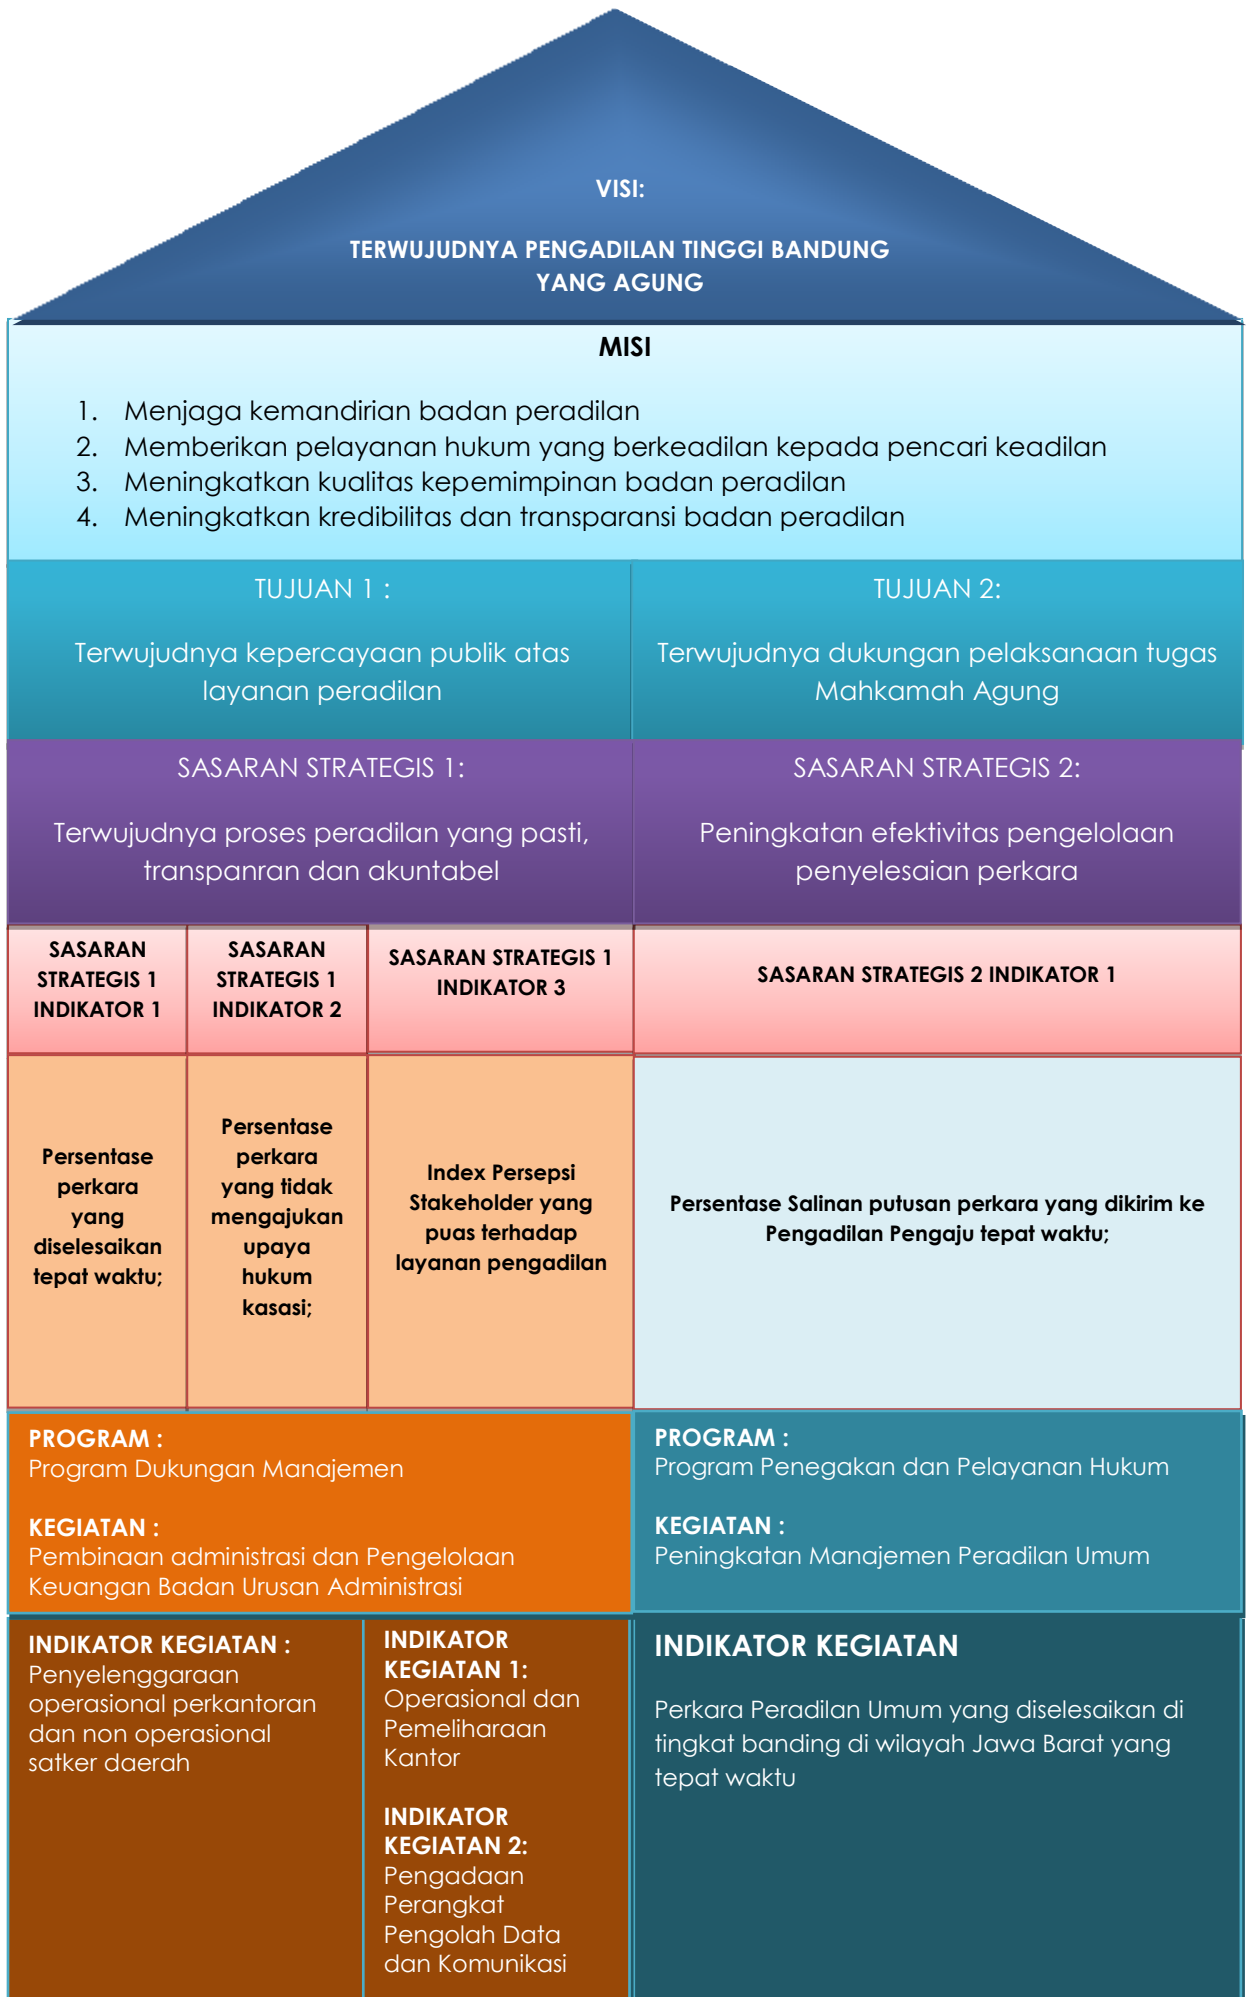 VISI:
TERWUJUDNYA PENGADILAN TINGGI BANDUNG
YANG AGUNG
MISI
1. Menjaga kemandirian badan peradilan
2. Memberikan pelayanan hukum yang berkeadilan kepada pencari keadilan
3. Meningkatkan kualitas kepemimpinan badan peradilan
4. Meningkatkan kredibilitas dan transparansi badan peradilan
TUJUAN 1 :
Terwujudnya kepercayaan publik atas
layanan peradilan
TUJUAN 2:
Terwujudnya dukungan pelaksanaan tugas
Mahkamah Agung
SASARAN STRATEGIS 1:
Terwujudnya proses peradilan yang pasti,
transpanran dan akuntabel
SASARAN STRATEGIS 2:
Peningkatan efektivitas pengelolaan
penyelesaian perkara
SASARAN
STRATEGIS 1
INDIKATOR 1
SASARAN
STRATEGIS 1
INDIKATOR 2
SASARAN STRATEGIS 1
INDIKATOR 3
SASARAN STRATEGIS 2 INDIKATOR 1
Persentase
perkara
yang
diselesaikan
tepat waktu;
Persentase
perkara
yang tidak
mengajukan
upaya
hukum
kasasi;
Index Persepsi
Stakeholder yang
puas terhadap
layanan pengadilan
Persentase Salinan putusan perkara yang dikirim ke
Pengadilan Pengaju tepat waktu;
PROGRAM :
Program Dukungan Manajemen
KEGIATAN :
Pembinaan administrasi dan Pengelolaan
Keuangan Badan Urusan Administrasi
PROGRAM :
Program Penegakan dan Pelayanan Hukum
KEGIATAN :
Peningkatan Manajemen Peradilan Umum
INDIKATOR KEGIATAN :
Penyelenggaraan
operasional perkantoran
dan non operasional
satker daerah
INDIKATOR
KEGIATAN 1:
Operasional dan
Pemeliharaan
Kantor
INDIKATOR
KEGIATAN 2:
Pengadaan
Perangkat
Pengolah Data
dan Komunikasi
INDIKATOR KEGIATAN
Perkara Peradilan Umum yang diselesaikan di
tingkat banding di wilayah Jawa Barat yang
tepat waktu